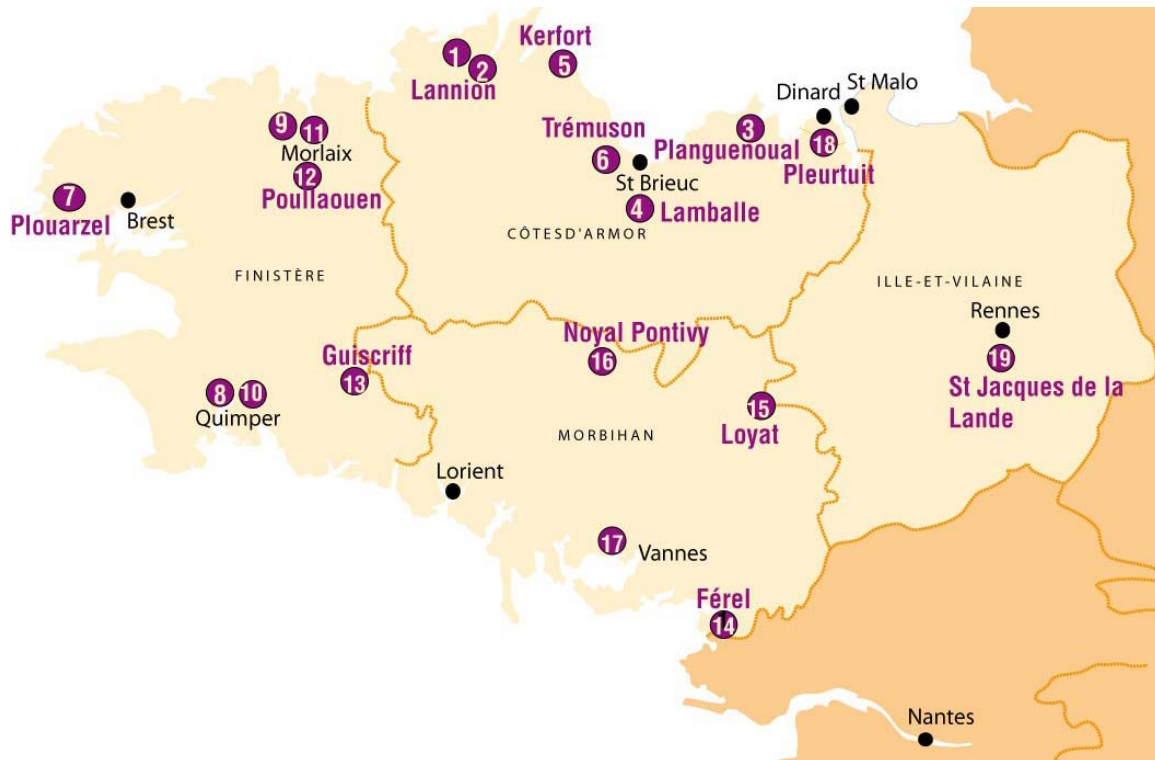 Kerfort
1
5
2
Lannion
Dinard
St Malo
9
11
Trémuson
3
Morlaix
6
Planguenoual
18
12
St Brieuc
Pleurtuit
7
Poullaouen
4
Lamballe
Plouarzel
Brest
CÔTESD'ARMOR
FINISTÈRE
ILLE-ET-VILAINE
Rennes
Noyal Pontivy
Guiscriff
16
19
13
St Jacques de la
Lande
8
10
15
Quimper
Loyat
MORBIHAN
Lorient
17
Vannes
Férel
14
Nantes